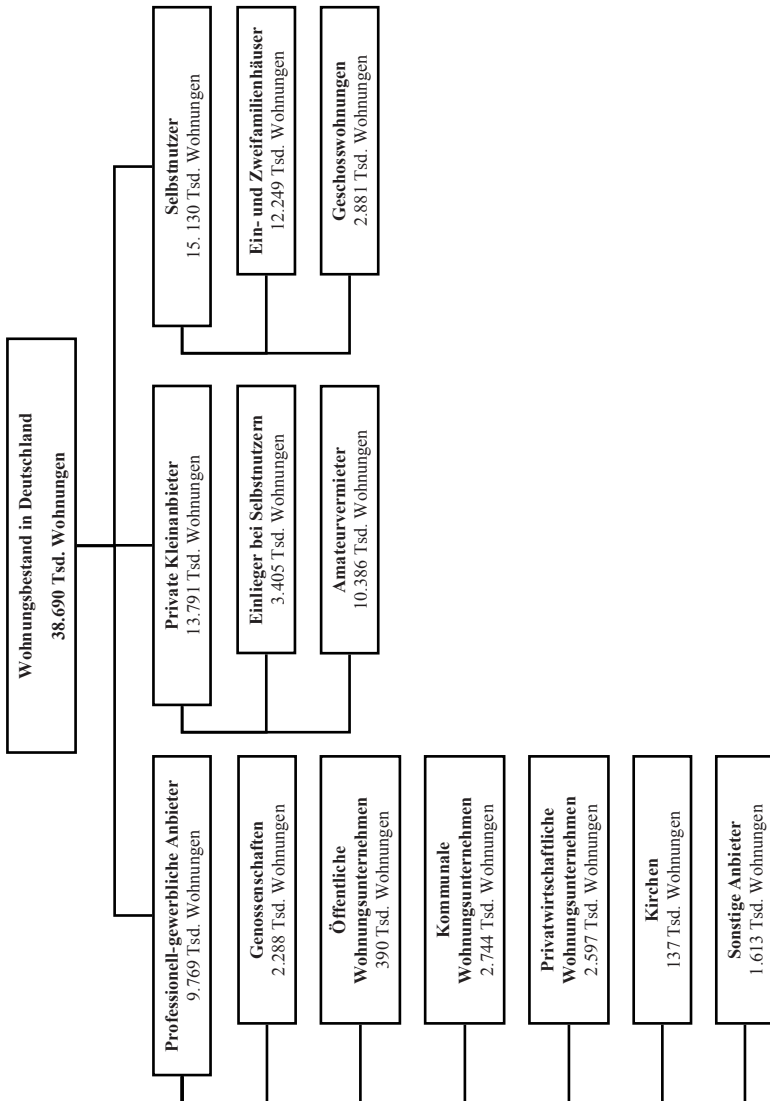 Wohnungsbestand in Deutschland
38.690 Tsd. Wohnungen
Professionell-gewerbliche Anbieter
9.769 Tsd. Wohnungen
Genossenschaften
2.288 Tsd. Wohnungen
Öffentliche
Wohnungsunternehmen
390 Tsd. Wohnungen
Kommunale
Wohnungsunternehmen
2.744 Tsd. Wohnungen
Privatwirtschaftliche
Wohnungsunternehmen
2.597 Tsd. Wohnungen
Kirchen
137 Tsd. Wohnungen
Sonstige Anbieter
1.613 Tsd. Wohnungen
Private Kleinanbieter
13.791 Tsd. Wohnungen
Einlieger bei Selbstnutzern
3.405 Tsd. Wohnungen
Amateurvermieter
10.386 Tsd. Wohnungen
Selbstnutzer
15. 130 Tsd. Wohnungen
Ein- und Zweifamilienhäuser
12.249 Tsd. Wohnungen
Geschosswohnungen
2.881 Tsd. Wohnungen